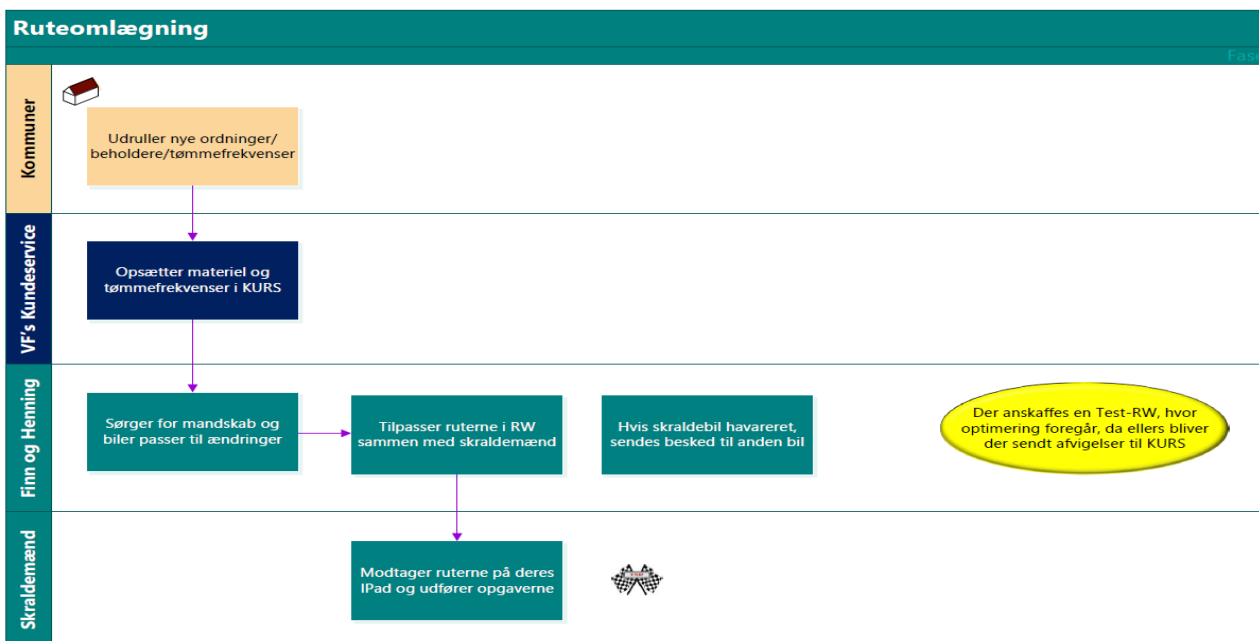 Ruteomlægning
Fase
Kommuner
Udruller nye ordninger/
beholdere/tømmefrekvenser
VF's Kundeservice
Opsætter materiel og
tømmefrekvenser i KURS
Finn og Henning
Sørger for mandskab og
biler passer til ændringer
Tilpasser ruterne i RW
sammen med skraldemænd
Hvis skraldebil havareret,
sendes besked til anden bil
Der anskaffes en Test-RW, hvor
optimering foregår, da ellers bliver
der sendt afvigelser til KURS
Skraldemænd
Modtager ruterne på deres
IPad og udfører opgaverne